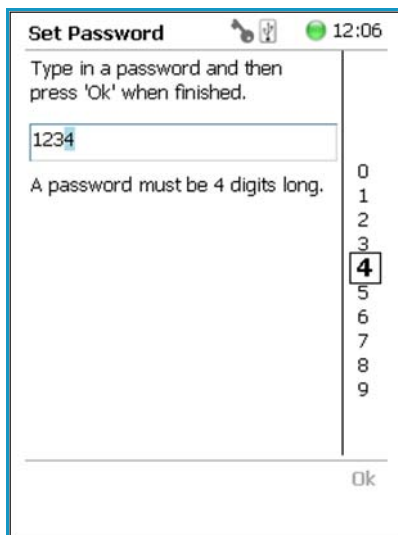 Set Password
12:06
Type in a password and then
press 'Ok' when finished.
1234
A password must be 4 digits long.
0
1
2
3
4
5
6
7
8
9
Ok